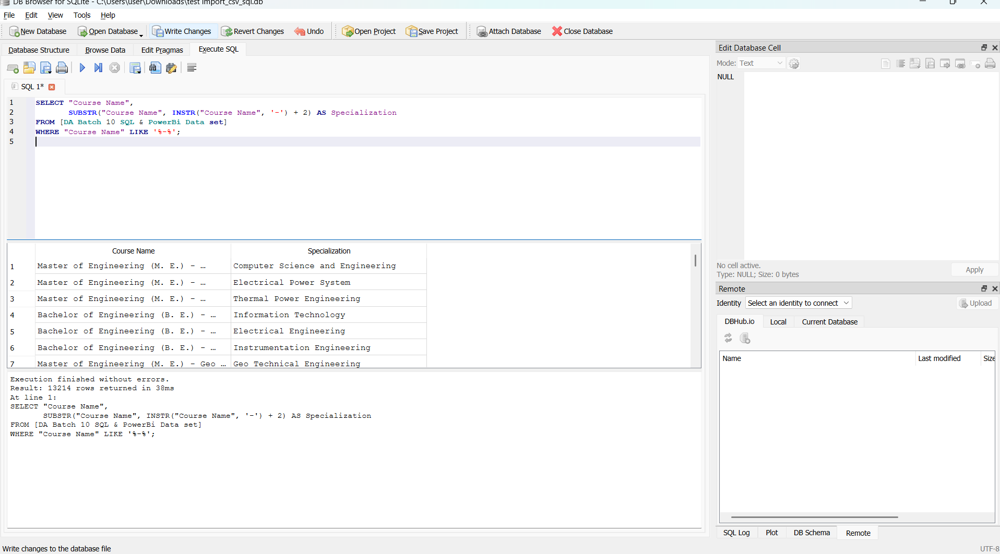 DB Browser for SQLite - C:\Users\user\Downloads\test import_csv_sql.db
File Edit View Tools Help
New Database Open Database Write Changes Revert Changes Undo Open Project Save Project Attach Database Close Database
Database Structure Browse Data Edit Pragmas Execute SQL
SQL 1*
1 SELECT "Course Name",
2 SUBSTR("Course Name", INSTR("Course Name", '-') + 2) AS Specialization
3 FROM [DA Batch 10 SQL & PowerBi Data set]
4 WHERE "Course Name" LIKE '%-%';
5
Course Name Specialization
1 Master of Engineering (M. E.) - ... Computer Science and Engineering
2 Master of Engineering (M. E.) - ... Electrical Power System
3 Master of Engineering (M. E.) - ... Thermal Power Engineering
4 Bachelor of Engineering (B. E.) - ... Information Technology
5 Bachelor of Engineering (B. E.) - ... Electrical Engineering
6 Bachelor of Engineering (B. E.) - ... Instrumentation Engineering
7 Master of Engineering (M. E.) - Geo ... Geo Technical Engineering
Execution finished without errors.
Result: 13214 rows returned in 38ms
At line 1:
SELECT "Course Name",
SUBSTR("Course Name", INSTR("Course Name", '-') + 2) AS Specialization
FROM [DA Batch 10 SQL & PowerBi Data set]
WHERE "Course Name" LIKE '%-%';
Edit Database Cell
Mode: Text
NULL
No cell active.
Type: NULL; Size: 0 bytes
Apply
Remote
Identity Select an identity to connect Upload
DBHub.io Local Current Database
Name Last modified Size
SQL Log Plot DB Schema Remote
Write changes to the database file UTF-8